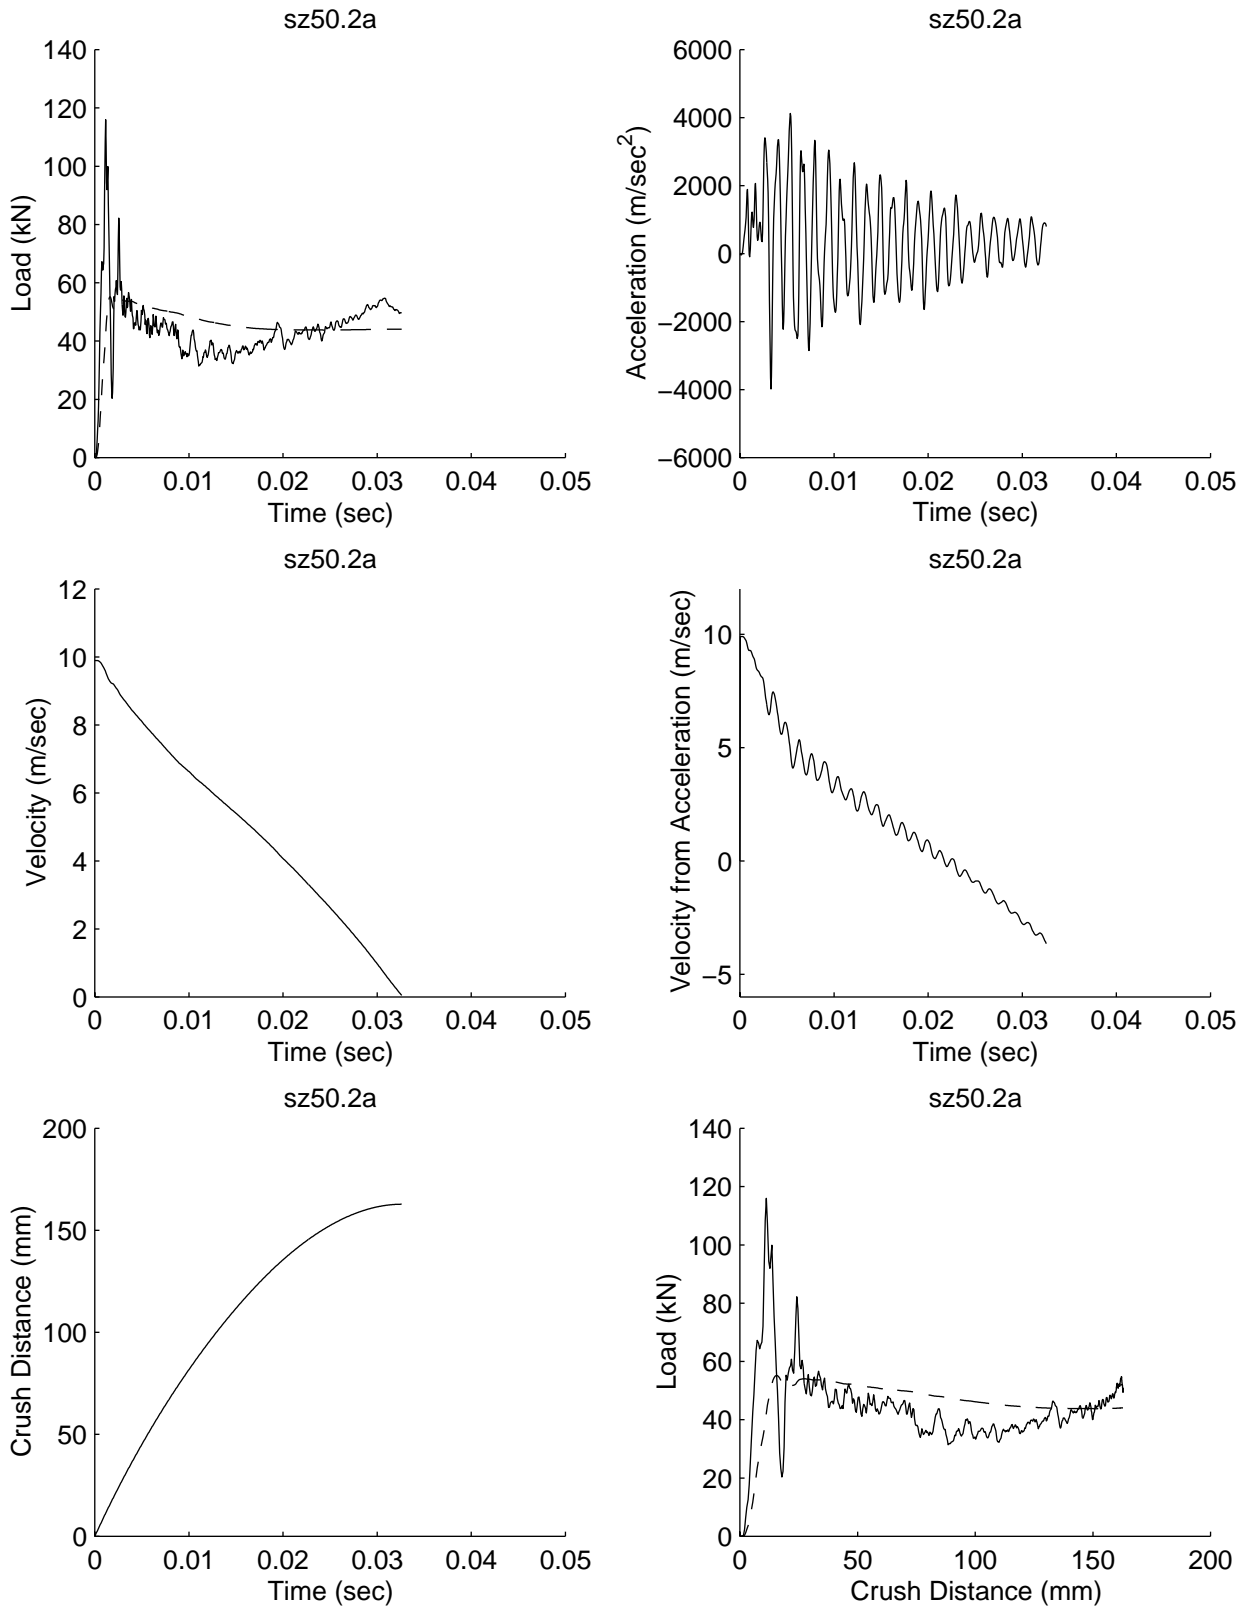 sz50.2a
140
120
100
80
60
40
20
0
Load (kN)
0 0.01 0.02 0.03 0.04 0.05
Time (sec)
sz50.2a
6000
4000
2000
0
−2000
−4000
−6000
Acceleration (m/sec2)
0 0.01 0.02 0.03 0.04 0.05
Time (sec)
sz50.2a
12
10
8
6
4
2
0
Velocity (m/sec)
0 0.01 0.02 0.03 0.04 0.05
Time (sec)
sz50.2a
10
5
0
−5
Velocity from Acceleration (m/sec)
0 0.01 0.02 0.03 0.04 0.05
Time (sec)
sz50.2a
200
150
100
50
0
Crush Distance (mm)
0 0.01 0.02 0.03 0.04 0.05
Time (sec)
sz50.2a
140
120
100
80
60
40
20
0
Load (kN)
0 50 100 150 200
Crush Distance (mm)